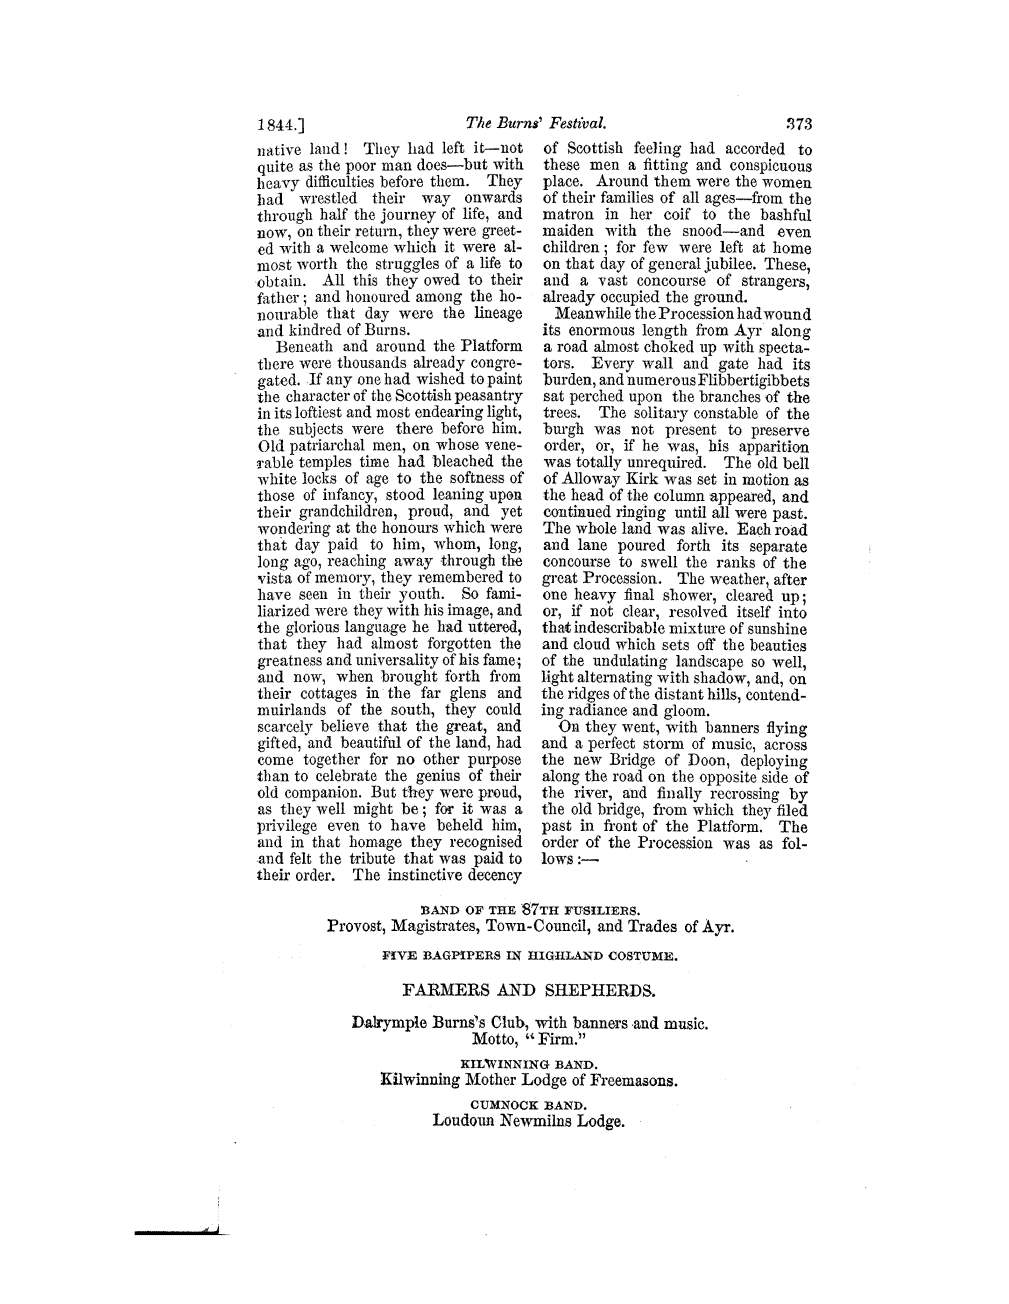 1844.] The Burns' Festival. 373
native land! They had left it—not
quite as the poor man does—but with
heavy difficulties before them. They
had wrestled their way onwards
through half the journey of life, and
now, on their return, they were greet-
ed with a welcome which it were al-
most worth the struggles of a life to
obtain. All this they owed to their
father; and honoured among the ho-
nourable that day were the lineage
and kindred of Burns.
Beneath and around the Platform
there were thousands already congre-
gated. If any one had wished to paint
the character of the Scottish peasantry
in its loftiest and most endearing light,
the subjects were there before him.
Old patriarchal men, on whose vene-
rable temples time had bleached the
white locks of age to the softness of
those of infancy, stood leaning upon
their grandchildren, proud, and yet
wondering at the honours which were
that day paid to him, whom, long,
long ago, reaching away through the
vista of memory, they remembered to
have seen in their youth. So fami-
liarized were they with his image, and
the glorious language he had uttered,
that they had almost forgotten the
greatness and universality of his fame;
and now, when brought forth from
their cottages in the far glens and
muirlands of the south, they could
scarcely believe that the great, and
gifted, and beautiful of the land, had
come together for no other purpose
than to celebrate the genius of their
old companion. But they were proud,
as they well might be; for it was a
privilege even to have beheld him,
and in that homage they recognised
and felt the tribute that was paid to
their order. The instinctive decency
of Scottish feeling had accorded to
these men a fitting and conspicuous
place. Around them were the women
of their families of all ages—from the
matron in her coif to the bashful
maiden with the snood—and even
children; for few were left at home
on that day of general jubilee. These,
and a vast concourse of strangers,
already occupied the ground.
Meanwhile the Procession had wound
its enormous length from Ayr along
a road almost choked up with specta-
tors. Every wall and gate had its
burden, and numerous Flibbertigibbets
sat perched upon the branches of the
trees. The solitary constable of the
burgh was not present to preserve
order, or, if he was, his apparition
was totally unrequired. The old bell
of Alloway Kirk was set in motion as
the head of the column appeared, and
continued ringing until all were past.
The whole land was alive. Each road
and lane poured forth its separate
concourse to swell the ranks of the
great Procession. The weather, after
one heavy final shower, cleared up;
or, if not clear, resolved itself into
that indescribable mixture of sunshine
and cloud which sets off the beauties
of the undulating landscape so well,
light alternating with shadow, and, on
the ridges of the distant hills, contend-
ing radiance and gloom.
On they went, with banners flying
and a perfect storm of music, across
the new Bridge of Doon, deploying
along the road on the opposite side of
the river, and finally recrossing by
the old bridge, from which they filed
past in front of the Platform. The
order of the Procession was as fol-
lows:—
BAND OF THE 87TH FUSILIERS.
Provost, Magistrates, Town-Council, and Trades of Ayr.
FIVE BAGPIPERS IN HIGHLAND COSTUME.
FARMERS AND SHEPHERDS.
Dalrymple Burns's Club, with banners and music.
Motto, "Firm."
KILWINNING BAND.
Kilwinning Mother Lodge of Freemasons.
CUMNOCK BAND.
Loudoun Newmilns Lodge.